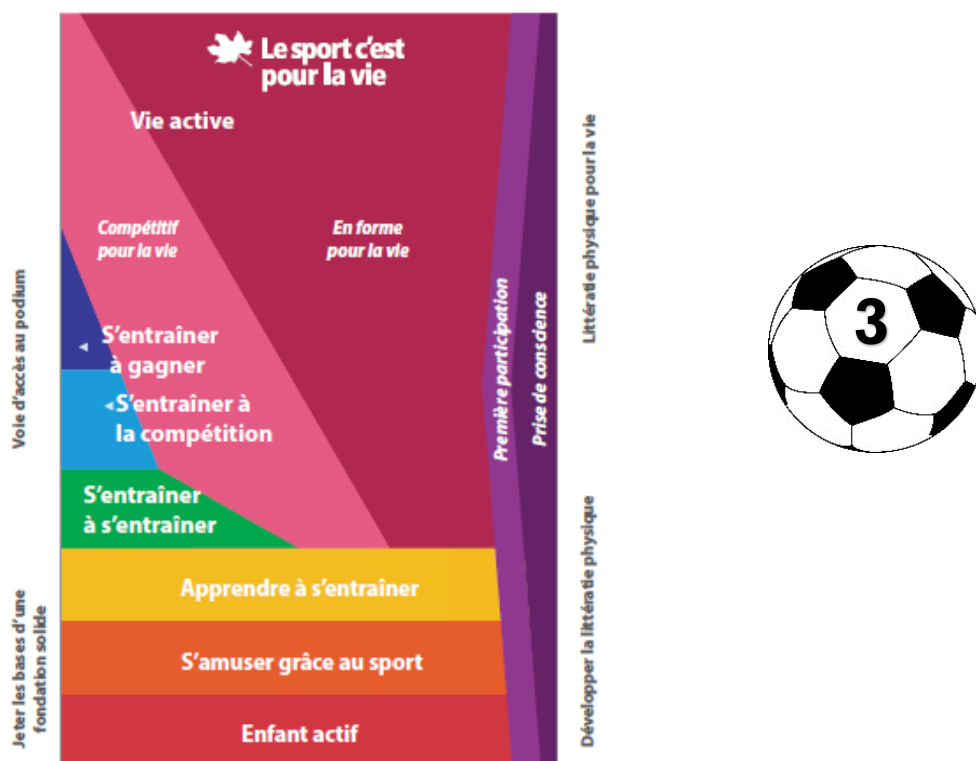 Le sport c'est
pour la vie
Vie active
Compétitif
pour la vie
En forme
pour la vie
S'entraîner
à gagner
S'entraîner à
la compétition
S'entraîner
à s'entraîner
Apprendre à s'entraîner
S'amuser grâce au sport
Enfant actif
Première participation
Prise de conscience
Voie d'accès au podium
Jeter les bases d'une
fondation solide
Littératie physique pour la vie
Développer la littératie physique
3